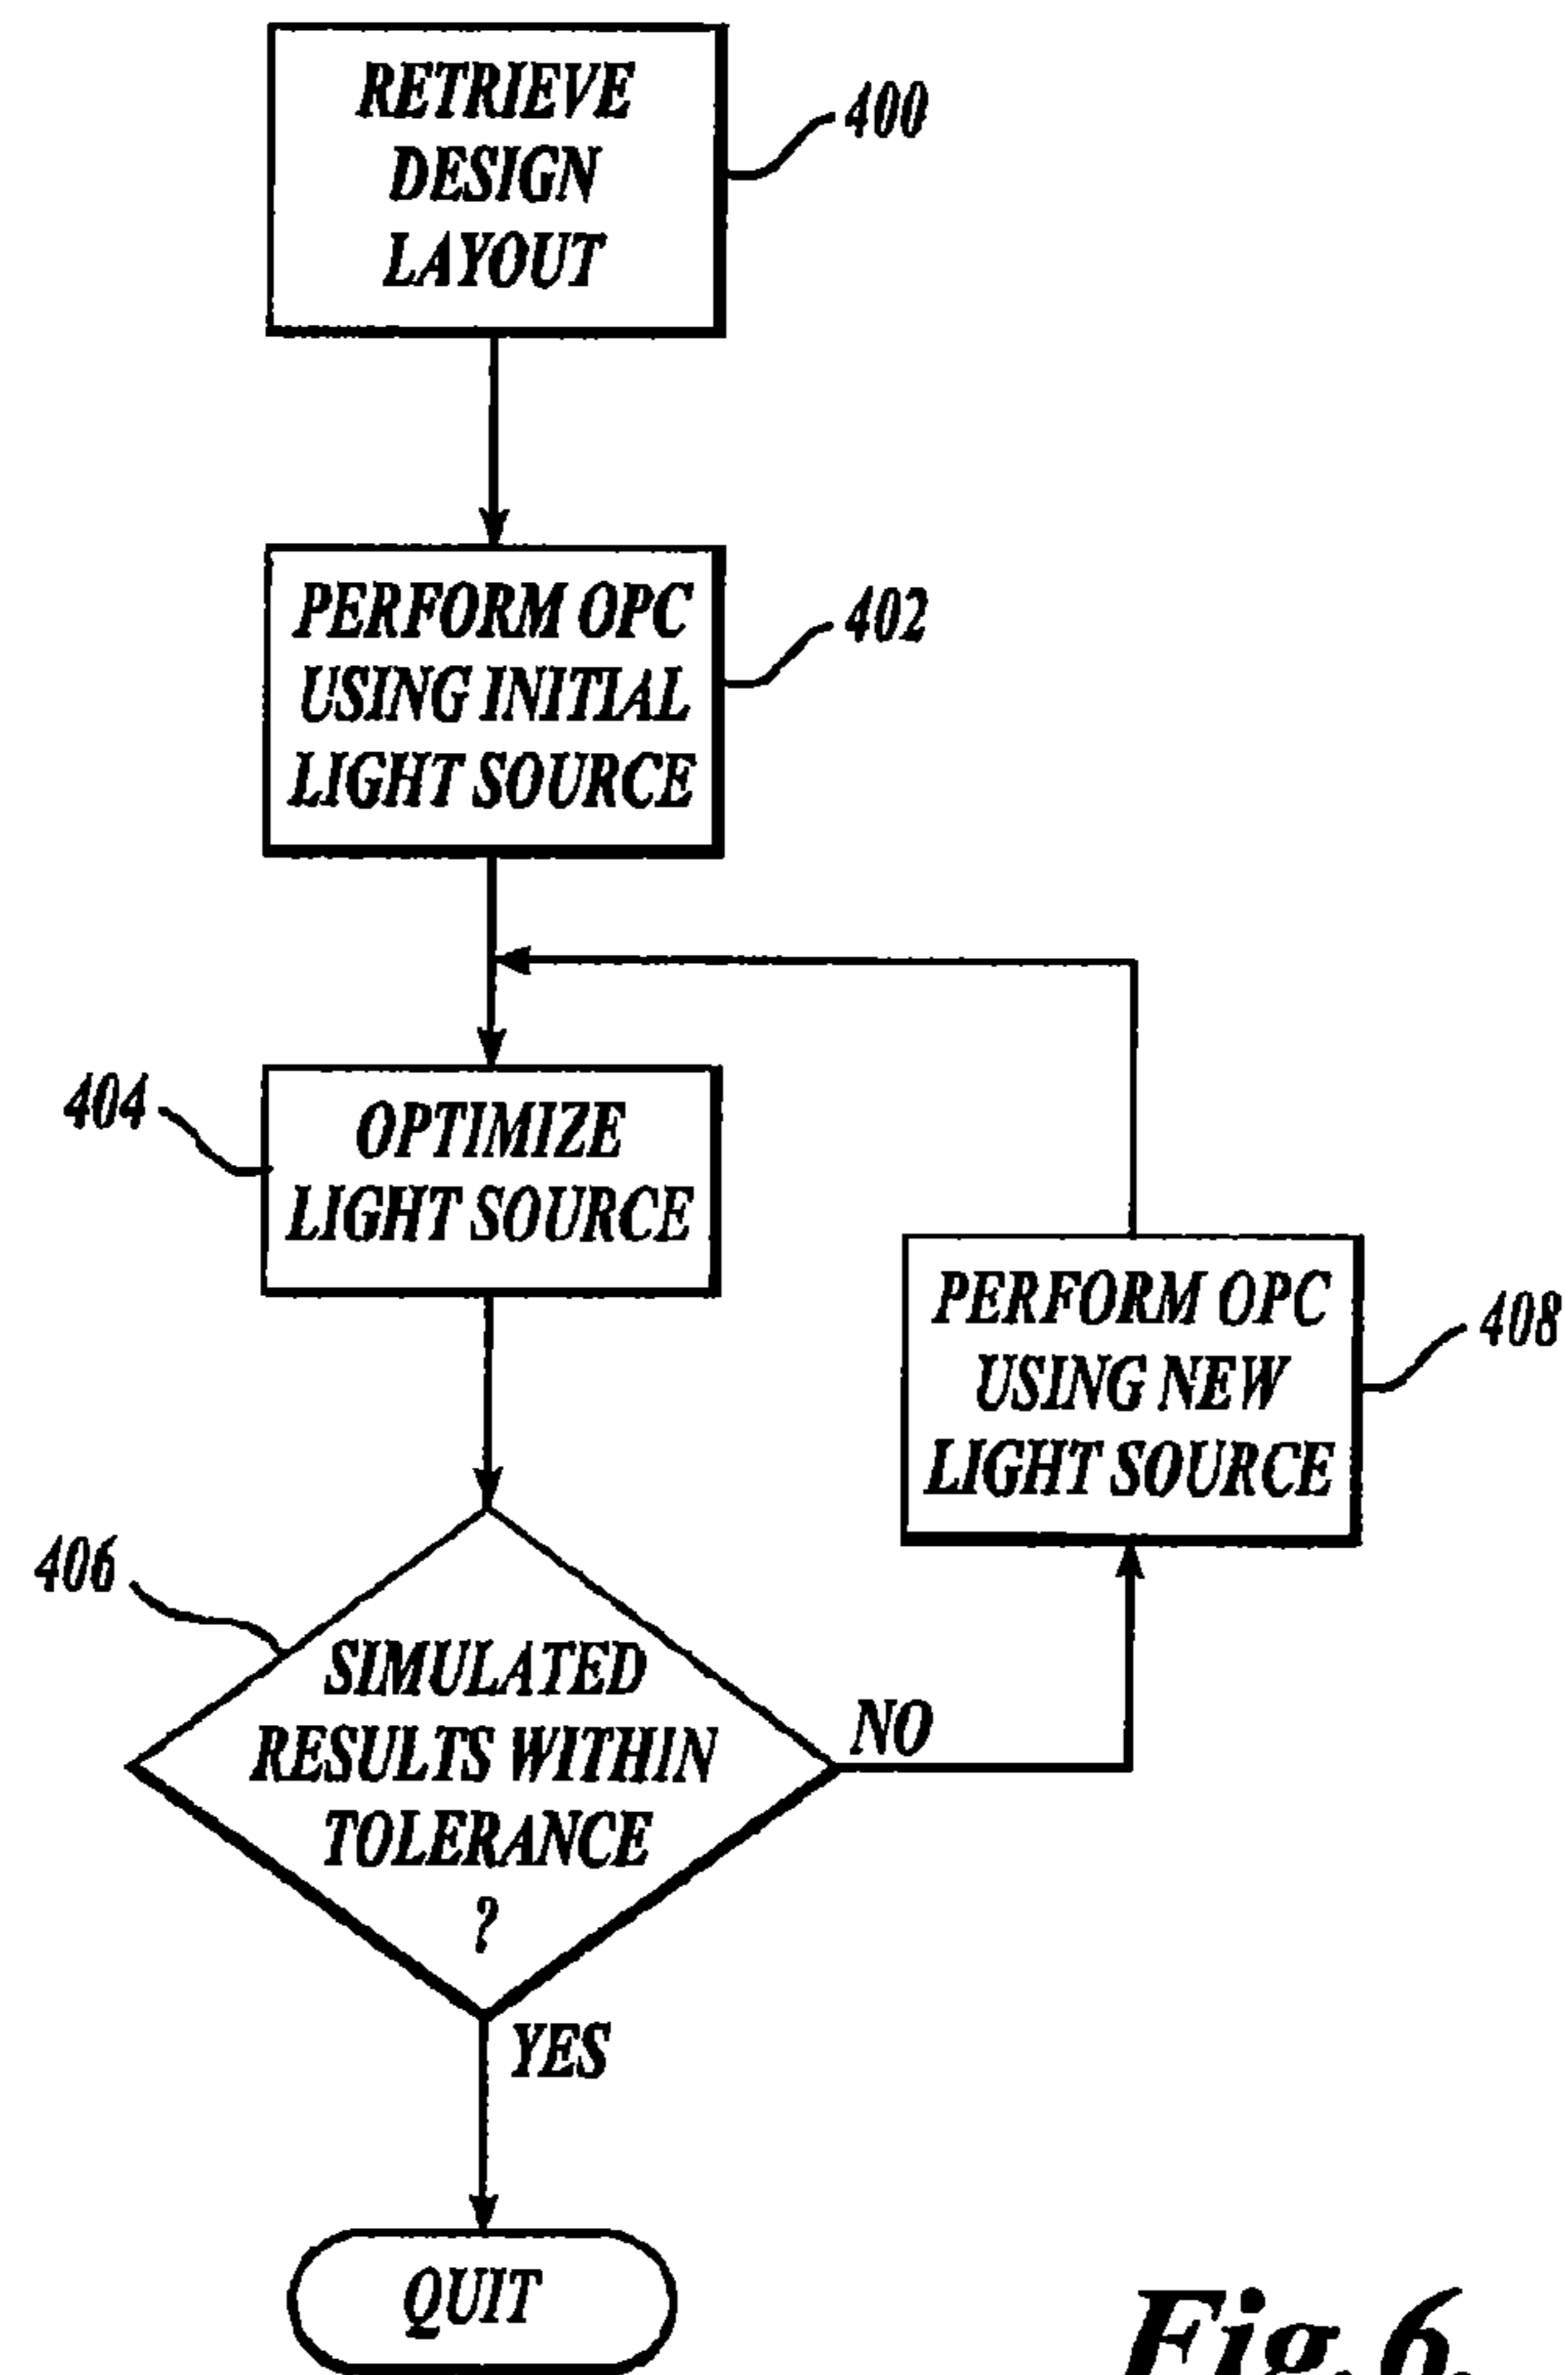 RETRIEVE
DESIGN
LAYOUT
400
PERFORM OPC
USING INITIAL
LIGHT SOURCE
402
404
OPTIMIZE
LIGHT SOURCE
PERFORM OPC
USING NEW
LIGHT SOURCE
408
406
SIMULATED
RESULTS WITHIN
TOLERANCE
?
NO
YES
QUIT
Fig.6.